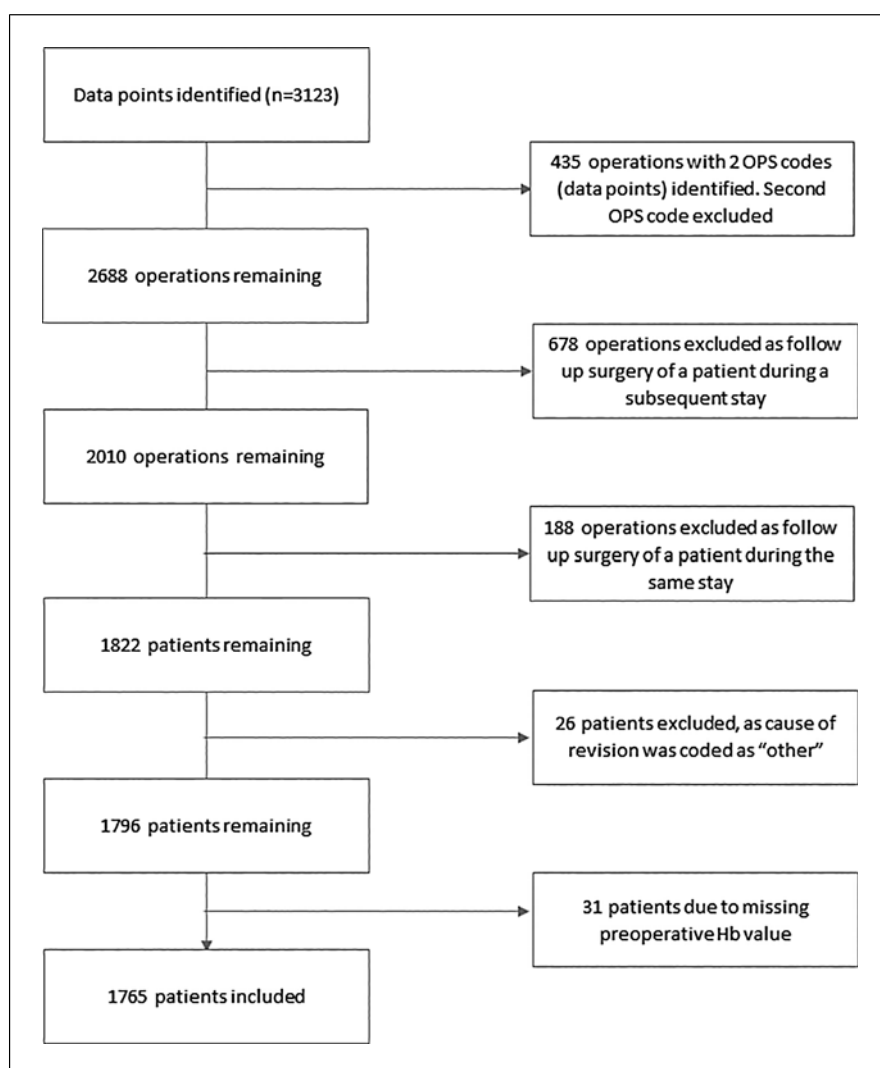 Data points identified (n=3123)
435 operations with 2 OPS codes
(data points) identified. Second
OPS code excluded
2688 operations remaining
678 operations excluded as follow
up surgery of a patient during a
subsequent stay
2010 operations remaining
188 operations excluded as follow
up surgery of a patient during the
same stay
1822 patients remaining
26 patients excluded, as cause of
revision was coded as “other”
1796 patients remaining
31 patients due to missing
preoperative Hb value
1765 patients included